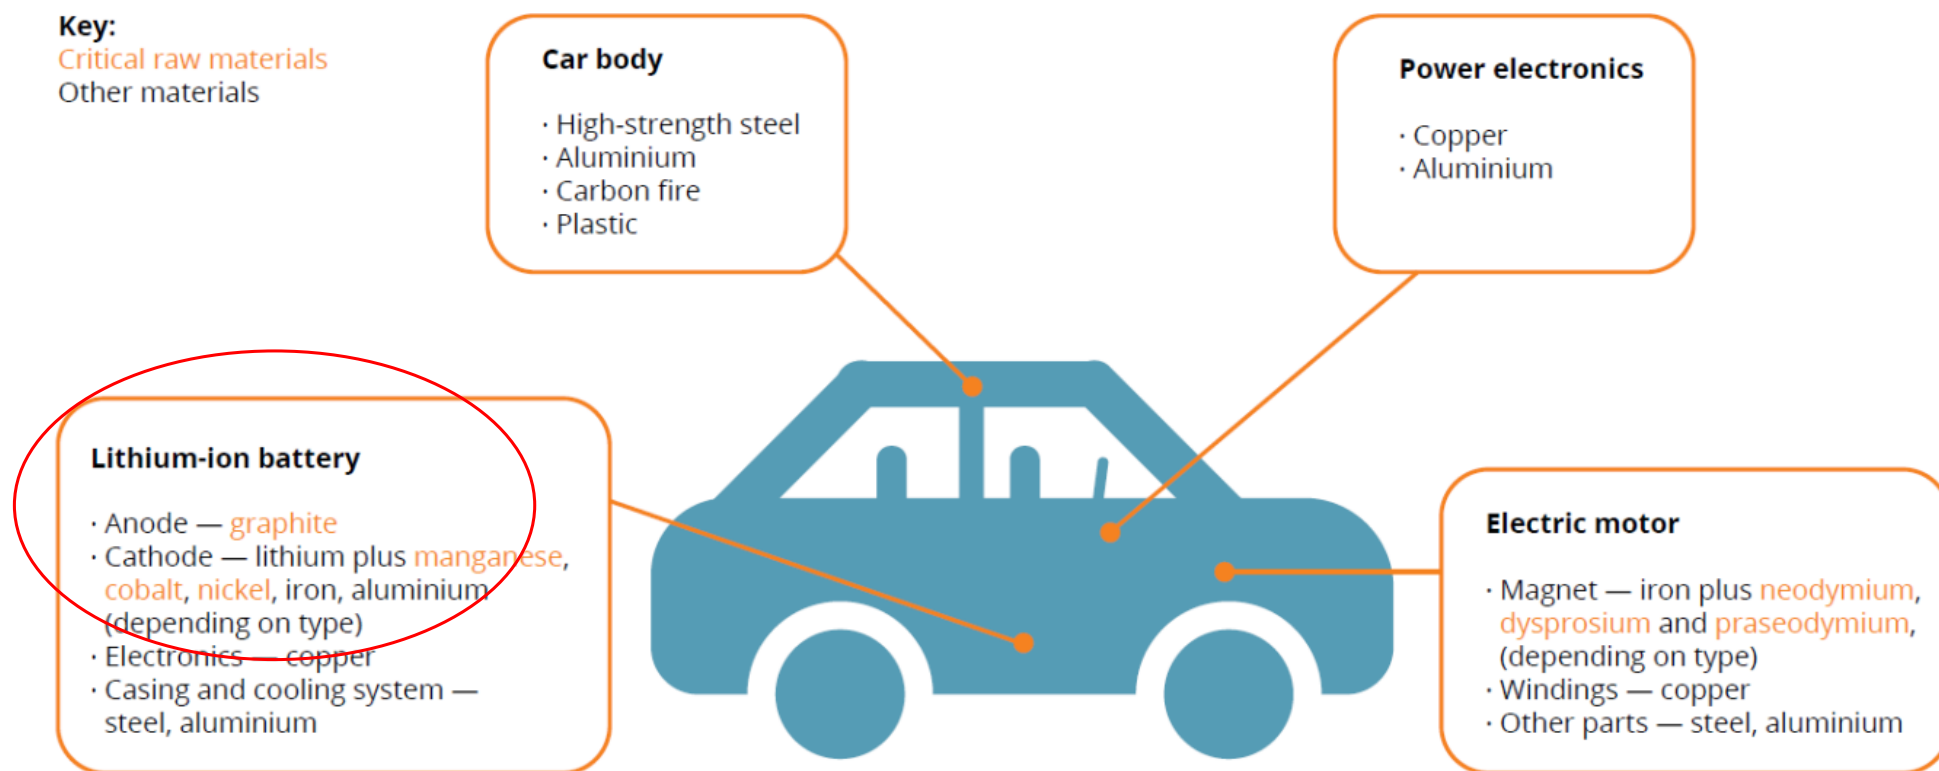 Key:
Critical raw materials
Other materials
Car body
· High-strength steel
· Aluminium
· Carbon fire
· Plastic
Power electronics
· Copper
· Aluminium
Lithium-ion battery
· Anode — graphite
· Cathode — lithium plus manganese,
cobalt, nickel, iron, aluminium
(depending on type)
· Electronics — copper
· Casing and cooling system —
steel, aluminium
Electric motor
· Magnet — iron plus neodymium,
dysprosium and praseodymium,
(depending on type)
· Windings — copper
· Other parts — steel, aluminium